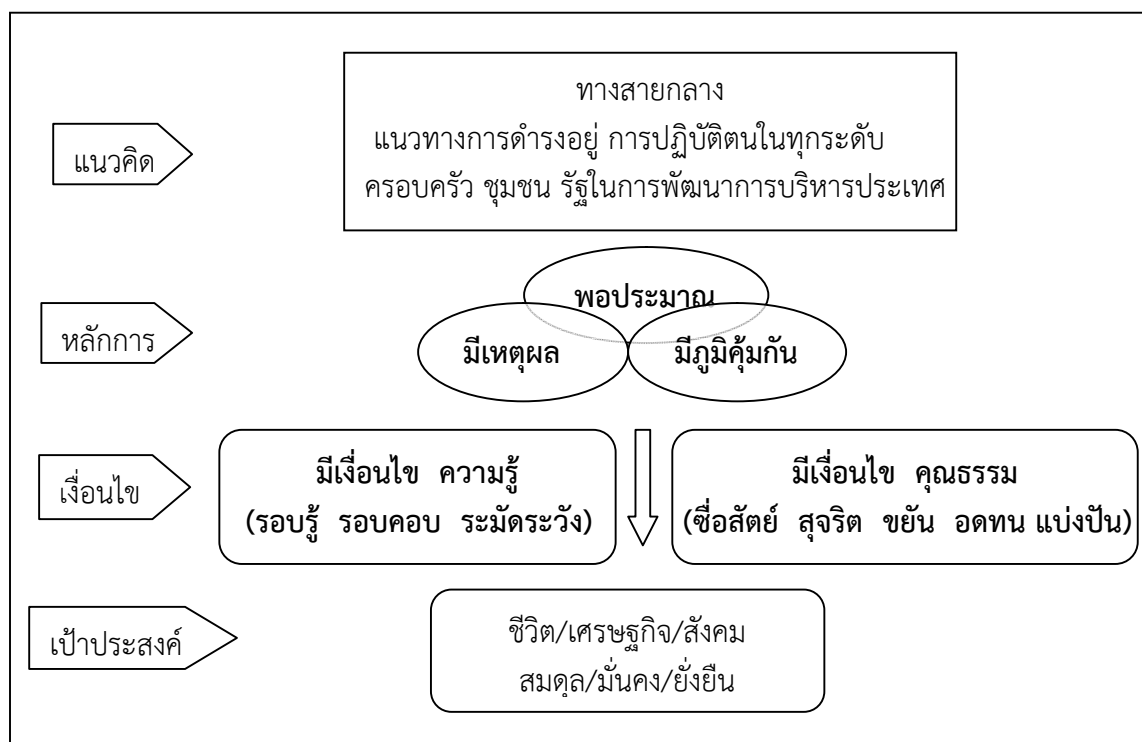 ทางสายกลาง
แนวทางการดำรงอยู่ การปฏิบัติตนในทุกระดับ
ครอบครัว ชุมชน รัฐในการพัฒนาการบริหารประเทศ
แนวคิด
พอประมาณ
หลักการ
มีเหตุผล
มีภูมิคุ้มกัน
เงื่อนไข
มีเงื่อนไข ความรู้
(รอบรู้ รอบคอบ ระมัดระวัง)
มีเงื่อนไข คุณธรรม
(ซื่อสัตย์ สุจริต ขยัน อดทน แบ่งปัน)
เป้าประสงค์
ชีวิต/เศรษฐกิจ/สังคม
สมดุล/มั่นคง/ยั่งยืน